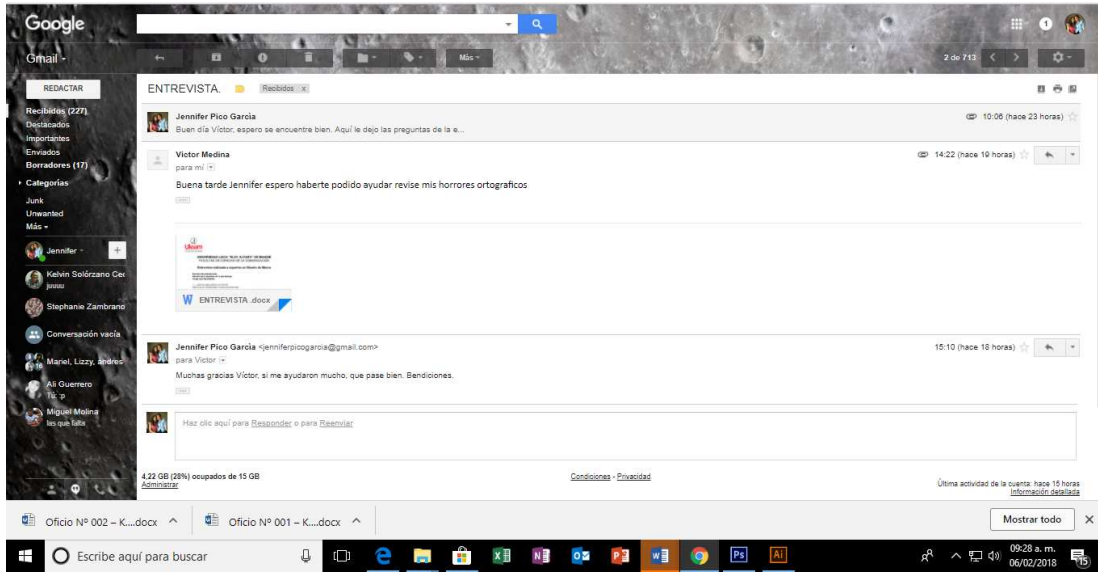 Google
1
Gmail
Más
2 de 713
REDACTAR
ENTREVISTA.
Recibidos x
Recibidos (227)
Destacados
Importantes
Enviados
Borradores (17)
Categorías
Junk
Unwanted
Más
Jennifer
+
Kelvin Solórzano Ced
juuuu
Stephanie Zambrano
Conversación vacía
Mariel, Lizzy, andres
16
Ali Guerrero
Tú: :p
Miguel Molina
las que falta
Jennifer Pico García
10:06 (hace 23 horas)
Buen día Víctor, espero se encuentre bien. Aquí le dejo las preguntas de la e...
Victor Medina
14:22 (hace 19 horas)
para mí
Buena tarde Jennifer espero haberte podido ayudar revise mis horrores ortograficos
Uleam
W ENTREVISTA .docx
Jennifer Pico García <jenniferpicogarcia@gmail.com>
15:10 (hace 18 horas)
para Victor
Muchas gracias Víctor, si me ayudaron mucho, que pase bien. Bendiciones.
Haz clic aquí para Responder o para Reenviar
4,22 GB (28%) ocupados de 15 GB
Administrar
Condiciones - Privacidad
Última actividad de la cuenta: hace 15 horas
Información detallada
Oficio Nº 002 – K....docx
Oficio Nº 001 – K....docx
Mostrar todo
Escribe aquí para buscar
Ps
Ai
09:28 a. m.
06/02/2018
15